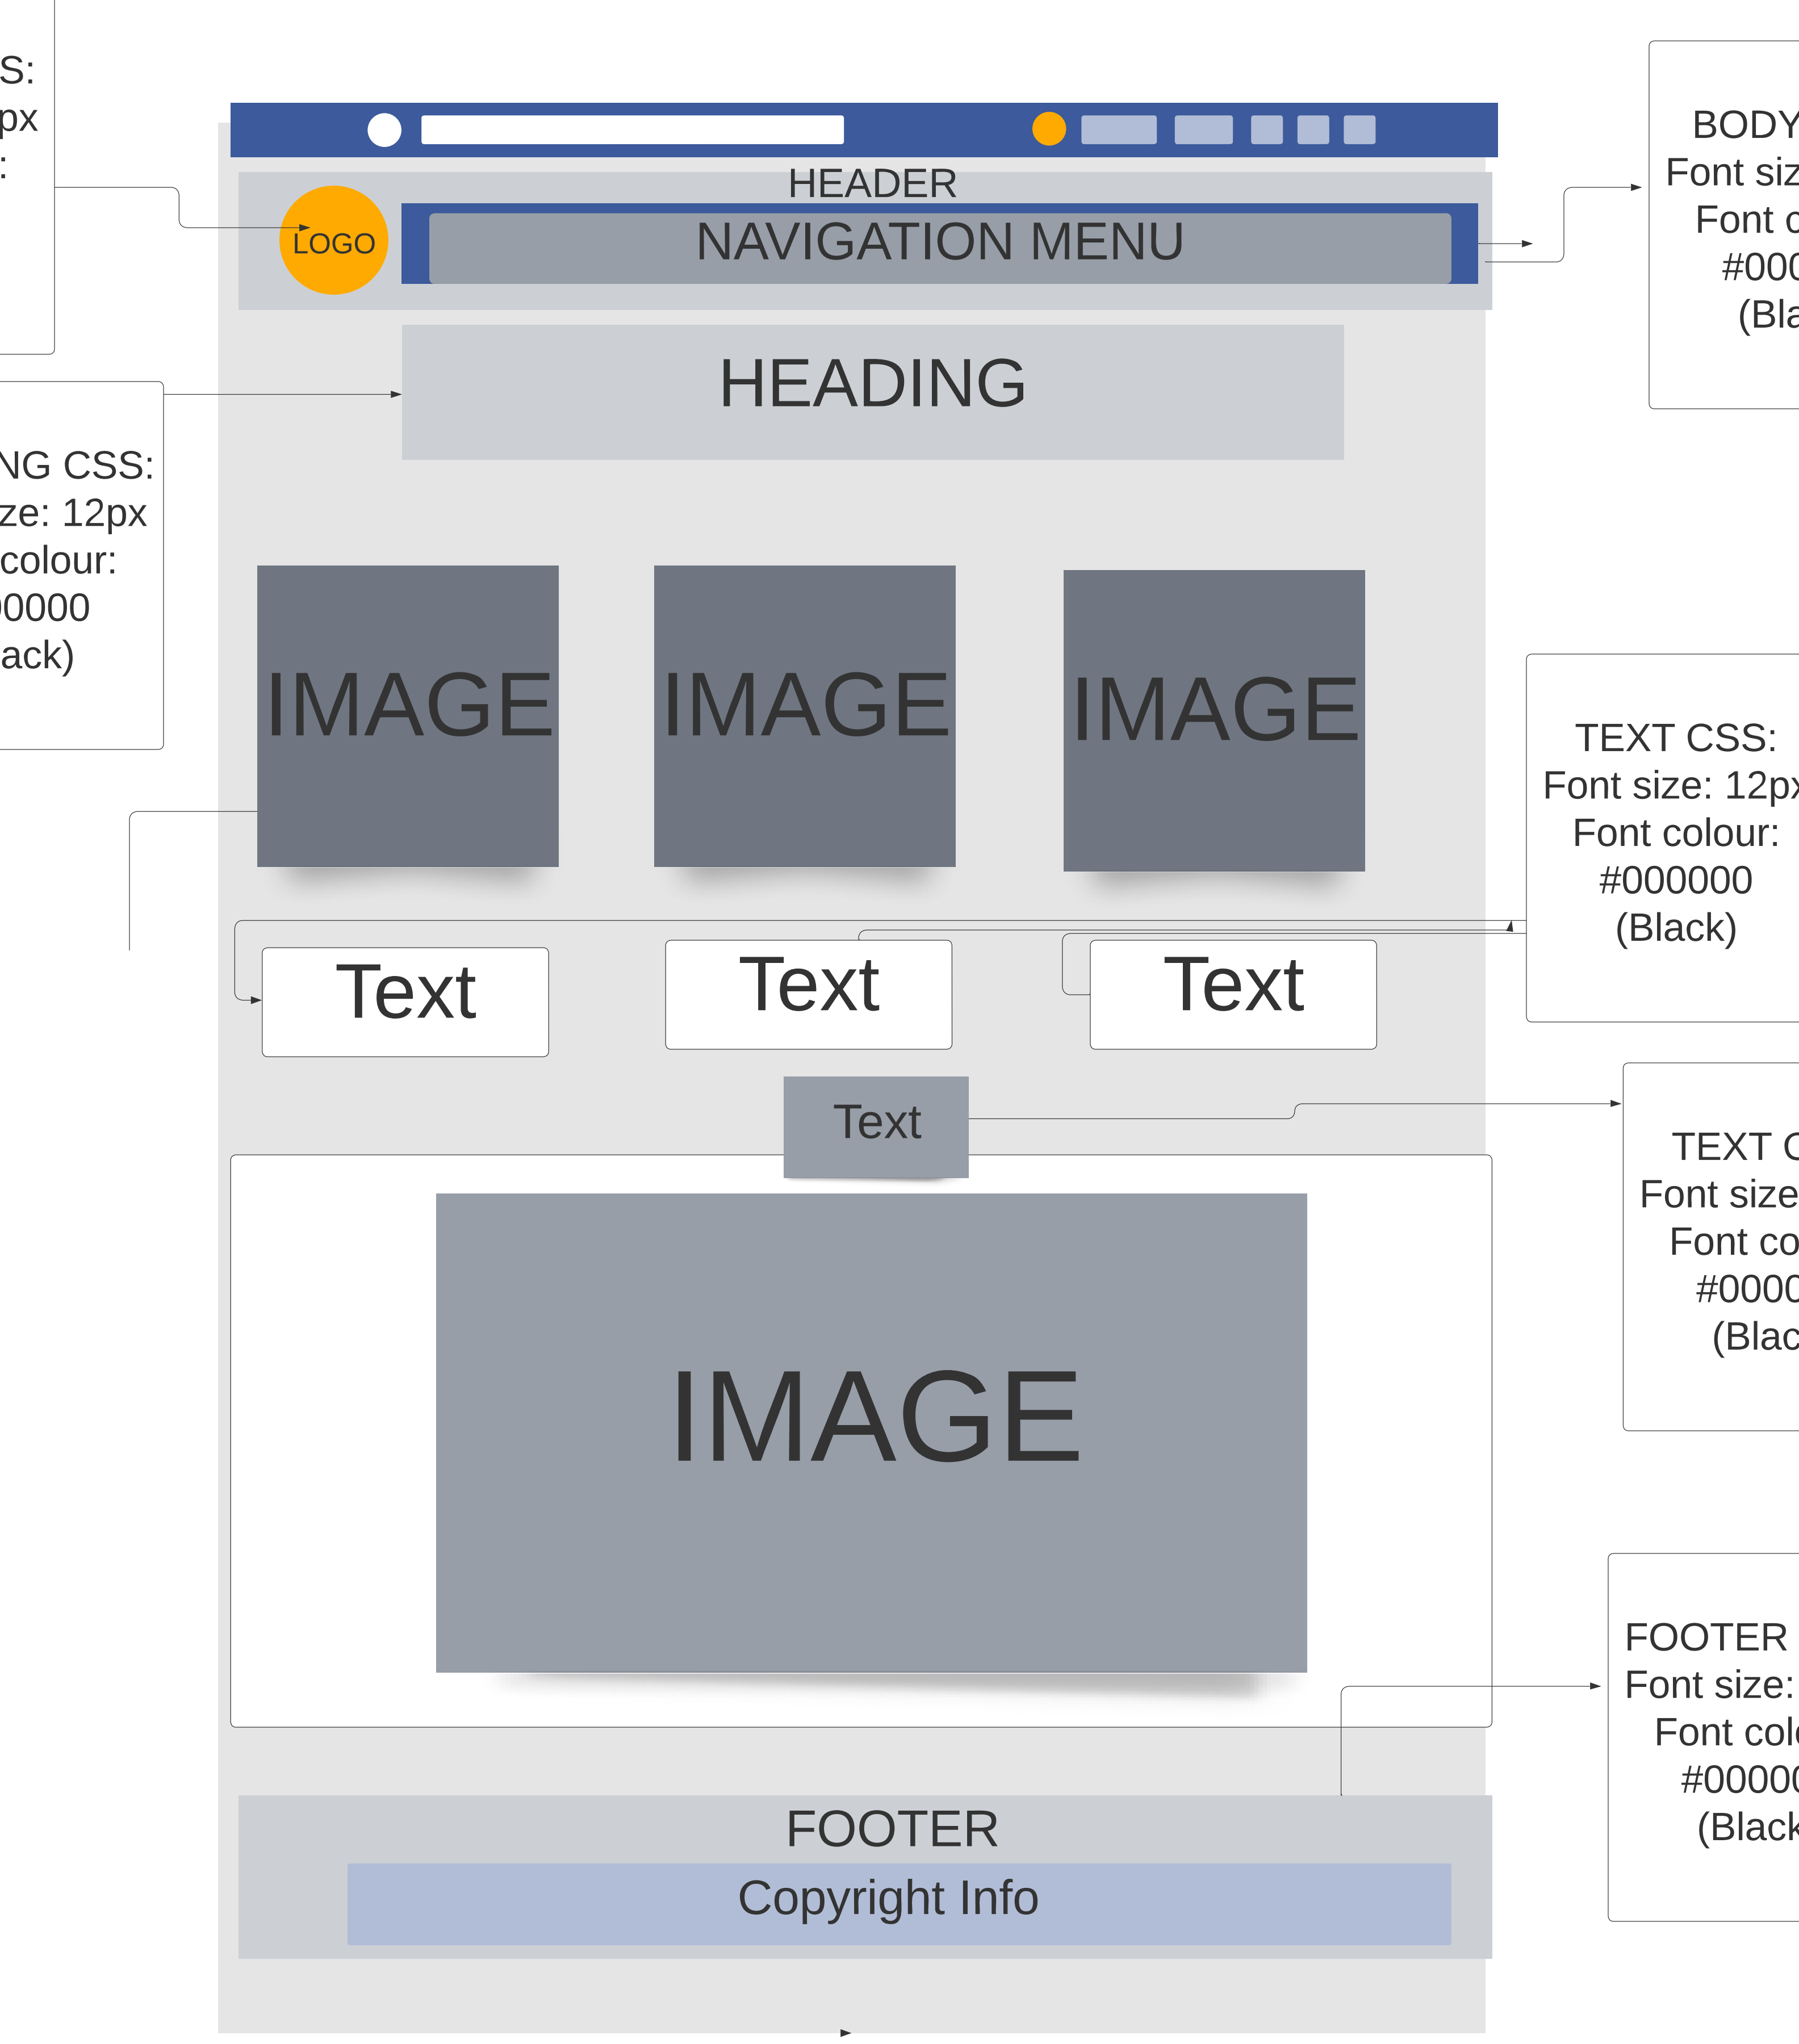 S:
px
:
HEADER
LOGO
NAVIGATION MENU
BODY
Font siz
Font c
#000
(Bla
HEADING
NG CSS:
ze: 12px
colour:
00000
ack)
IMAGE
IMAGE
IMAGE
TEXT CSS:
Font size: 12px
Font colour:
#000000
(Black)
Text
Text
Text
Text
TEXT C
Font size
Font co
#0000
(Blac
IMAGE
FOOTER
Font size:
Font colo
#00000
(Black
FOOTER
Copyright Info